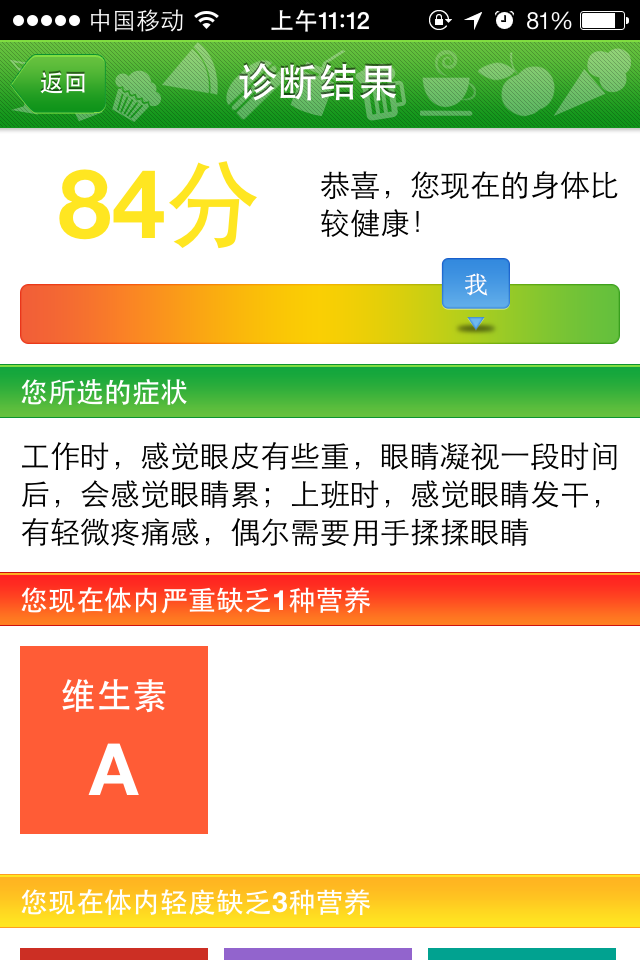 中国移动 上午11:12 81%
返回 诊断结果
84分
恭喜，您现在的身体比
较健康！
我
您所选的症状
工作时，感觉眼皮有些重，眼睛凝视一段时间
后，会感觉眼睛累；上班时，感觉眼睛发干，
有轻微疼痛感，偶尔需要用手揉揉眼睛
您现在体内严重缺乏1种营养
维生素
A
您现在体内轻度缺乏3种营养